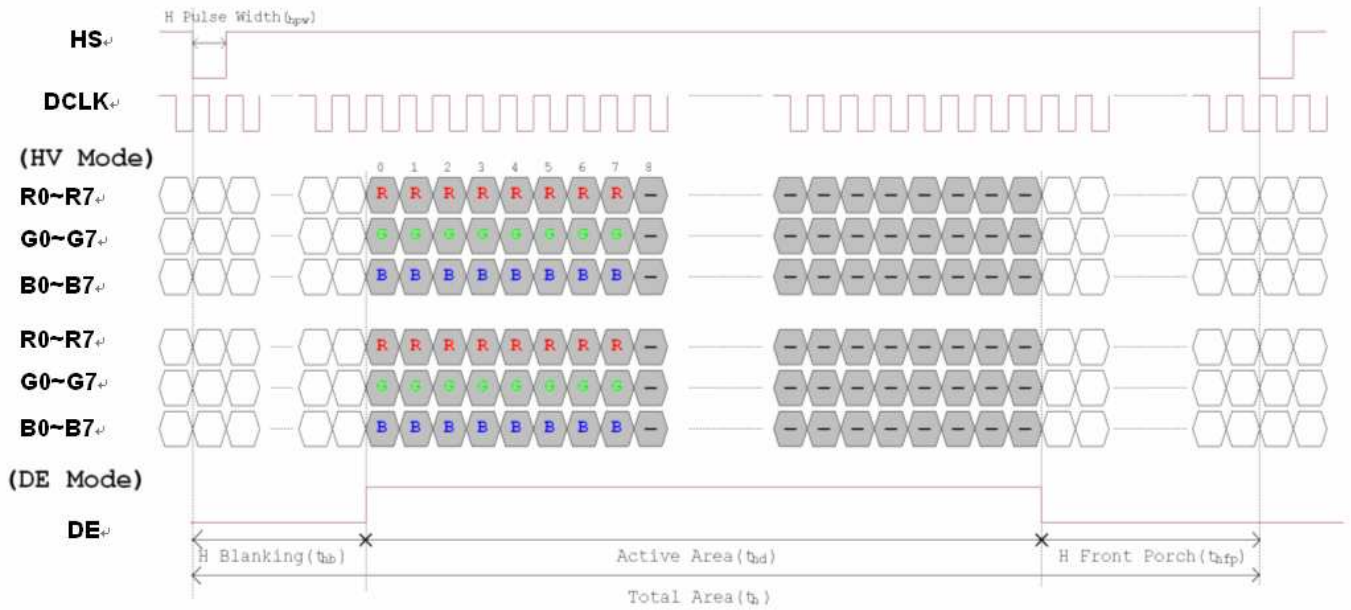 H Pulse Width(thpw)
HS↵
DCLK↵
(HV Mode)
0 1 2 3 4 5 6 7 8
R0~R7↵ R R R R R R R R - - - - - - - - -
G0~G7↵ G G G G G G G G - - - - - - - - -
B0~B7↵ B B B B B B B B - - - - - - - - -
R0~R7↵ R R R R R R R R - - - - - - - - -
G0~G7↵ G G G G G G G G - - - - - - - - -
B0~B7↵ B B B B B B B B - - - - - - - - -
(DE Mode)
DE↵
H Blanking(thb) Active Area(thd) H Front Porch(thfp)
Total Area(th)